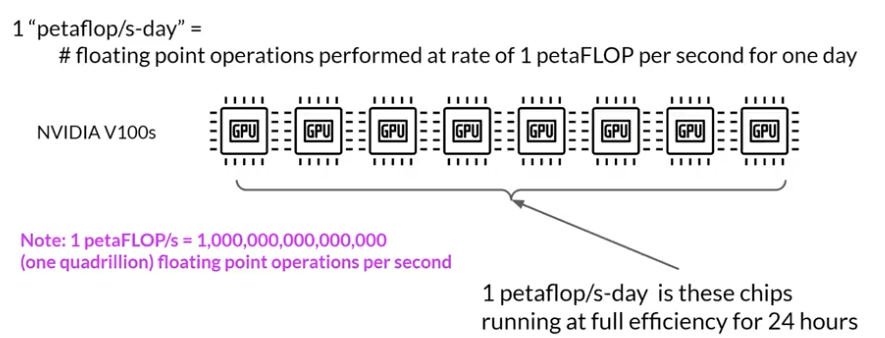 1 “petaflop/s-day” =
# floating point operations performed at rate of 1 petaFLOP per second for one day
NVIDIA V100s
GPU GPU GPU GPU GPU GPU GPU GPU
Note: 1 petaFLOP/s = 1,000,000,000,000,000
(one quadrillion) floating point operations per second
1 petaflop/s-day is these chips
running at full efficiency for 24 hours